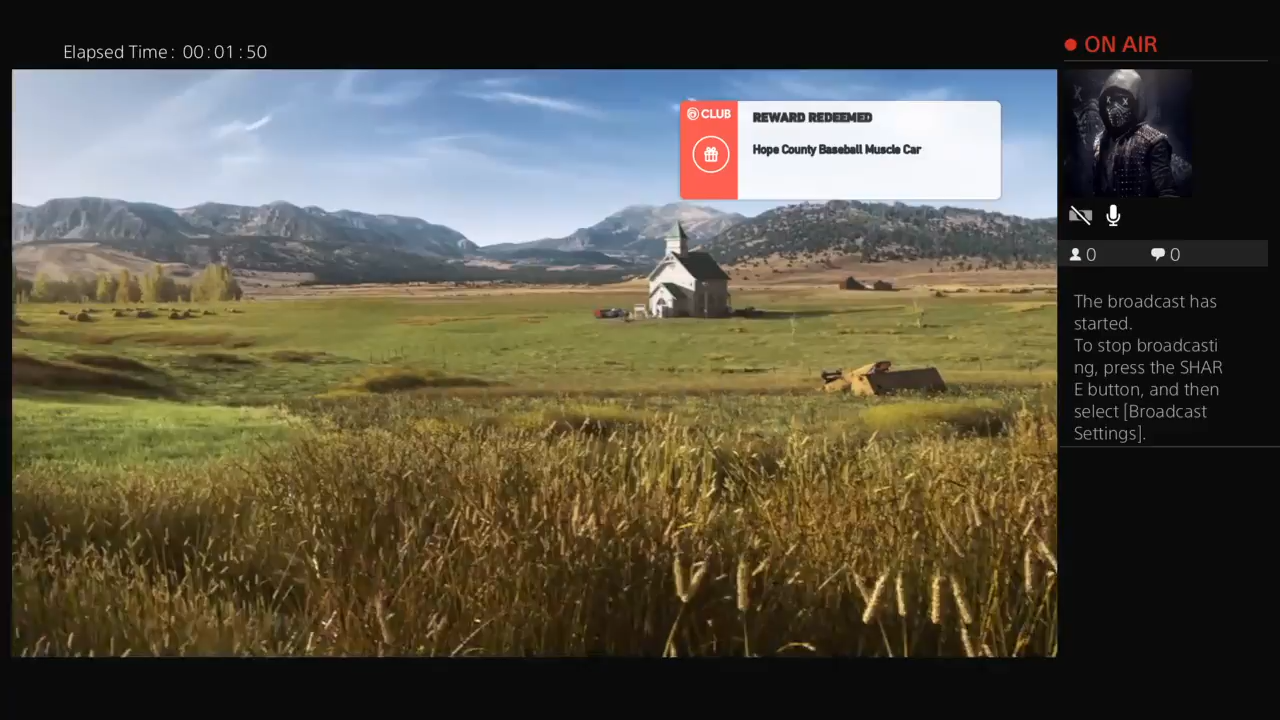 Elapsed Time: 00:01:50
ON AIR
CLUB
REWARD REDEEMED
Hope County Baseball Muscle Car
0
0
The broadcast has
started.
To stop broadcasti
ng, press the SHAR
E button, and then
select [Broadcast
Settings].